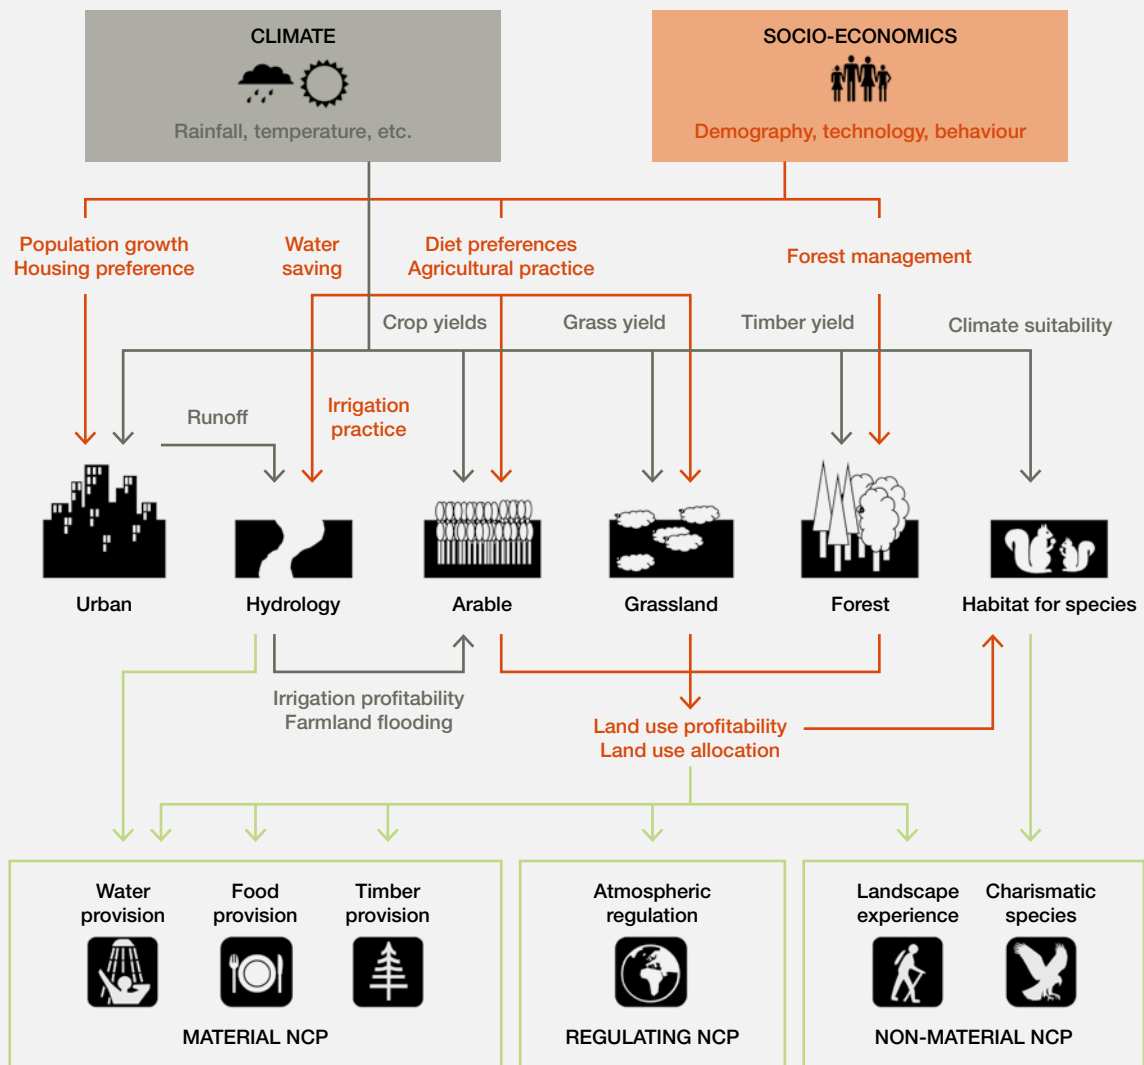 CLIMATE
Rainfall, temperature, etc.
SOCIO-ECONOMICS
Demography, technology, behaviour
Population growth
Housing preference
Water
saving
Diet preferences
Agricultural practice
Forest management
Crop yields
Grass yield
Timber yield
Climate suitability
Runoff
Irrigation
practice
Urban
Hydrology
Arable
Grassland
Forest
Habitat for species
Irrigation profitability
Farmland flooding
Land use profitability
Land use allocation
Water
provision
Food
provision
Timber
provision
MATERIAL NCP
Atmospheric
regulation
REGULATING NCP
Landscape
experience
Charismatic
species
NON-MATERIAL NCP